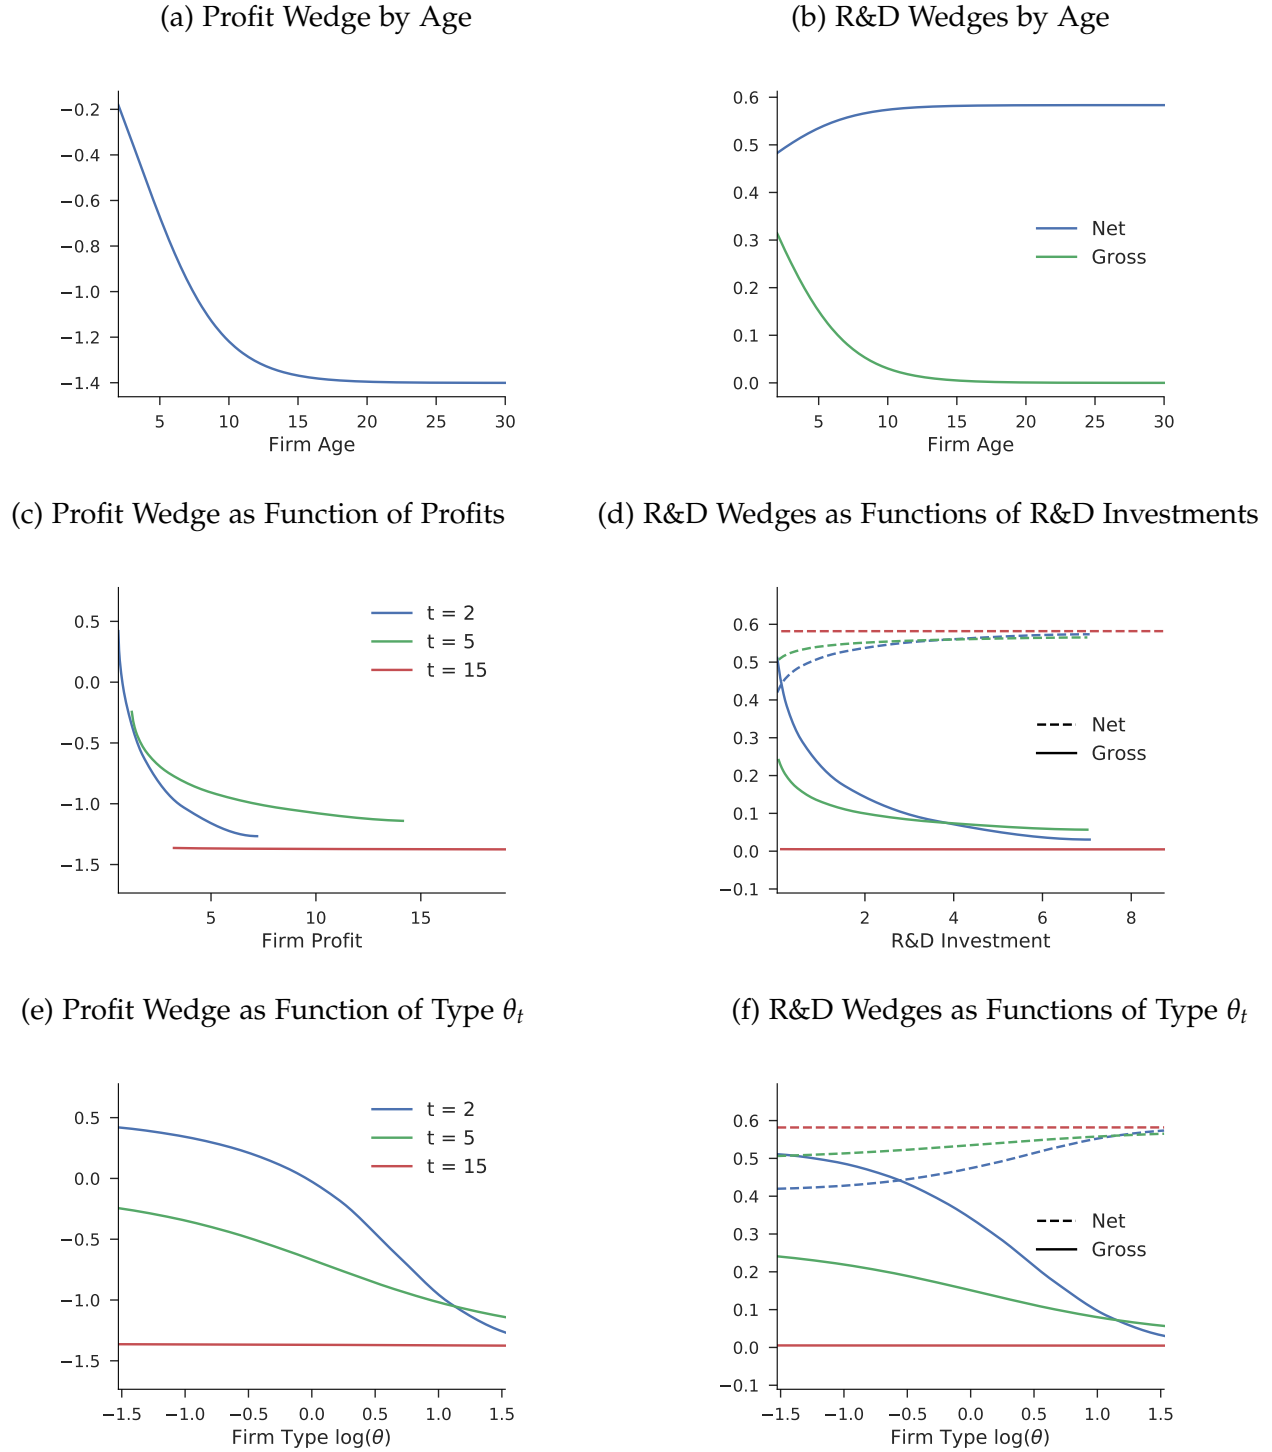 (a) Profit Wedge by Age
−0.2
−0.4
−0.6
−0.8
−1.0
−1.2
−1.4
5 10 15 20 25 30
Firm Age
(b) R&D Wedges by Age
0.6
0.5
0.4
0.3
0.2
0.1
0.0
Net
Gross
5 10 15 20 25 30
Firm Age
(c) Profit Wedge as Function of Profits
0.5
0.0
−0.5
−1.0
−1.5
t = 2
t = 5
t = 15
5 10 15
Firm Profit
(d) R&D Wedges as Functions of R&D Investments
0.6
0.5
0.4
0.3
0.2
0.1
0.0
−0.1
Net
Gross
2 4 6 8
R&D Investment
(e) Profit Wedge as Function of Type θt
0.5
0.0
−0.5
−1.0
−1.5
t = 2
t = 5
t = 15
−1.5 −1.0 −0.5 0.0 0.5 1.0 1.5
Firm Type log(θ)
(f) R&D Wedges as Functions of Type θt
0.6
0.5
0.4
0.3
0.2
0.1
0.0
−0.1
Net
Gross
−1.5 −1.0 −0.5 0.0 0.5 1.0 1.5
Firm Type log(θ)